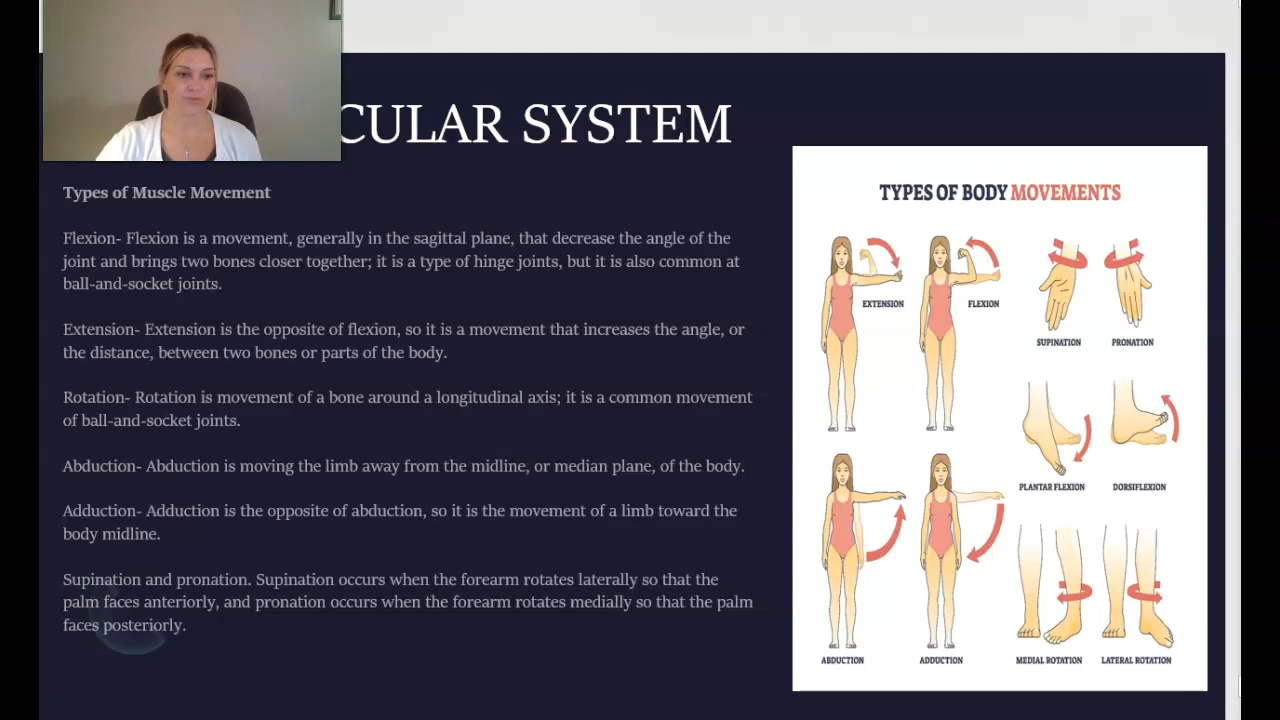 CULAR SYSTEM
Types of Muscle Movement
Flexion- Flexion is a movement, generally in the sagittal plane, that decrease the angle of the
joint and brings two bones closer together; it is a type of hinge joints, but it is also common at
ball-and-socket joints.
Extension- Extension is the opposite of flexion, so it is a movement that increases the angle, or
the distance, between two bones or parts of the body.
Rotation- Rotation is movement of a bone around a longitudinal axis; it is a common movement
of ball-and-socket joints.
Abduction- Abduction is moving the limb away from the midline, or median plane, of the body.
Adduction- Adduction is the opposite of abduction, so it is the movement of a limb toward the
body midline.
Supination and pronation. Supination occurs when the forearm rotates laterally so that the
palm faces anteriorly, and pronation occurs when the forearm rotates medially so that the palm
faces posteriorly.
TYPES OF BODY MOVEMENTS
EXTENSION
FLEXION
SUPINATION
PRONATION
PLANTAR FLEXION
DORSIFLEXION
ABDUCTION
ADDUCTION
MEDIAL ROTATION
LATERAL ROTATION